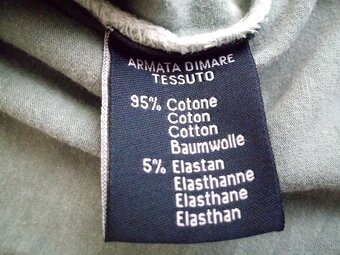 ARMATA DIMARE
TESSUTO
95% Cotone
Coton
Cotton
Baumwolle
5% Elastan
Elasthanne
Elasthane
Elasthan